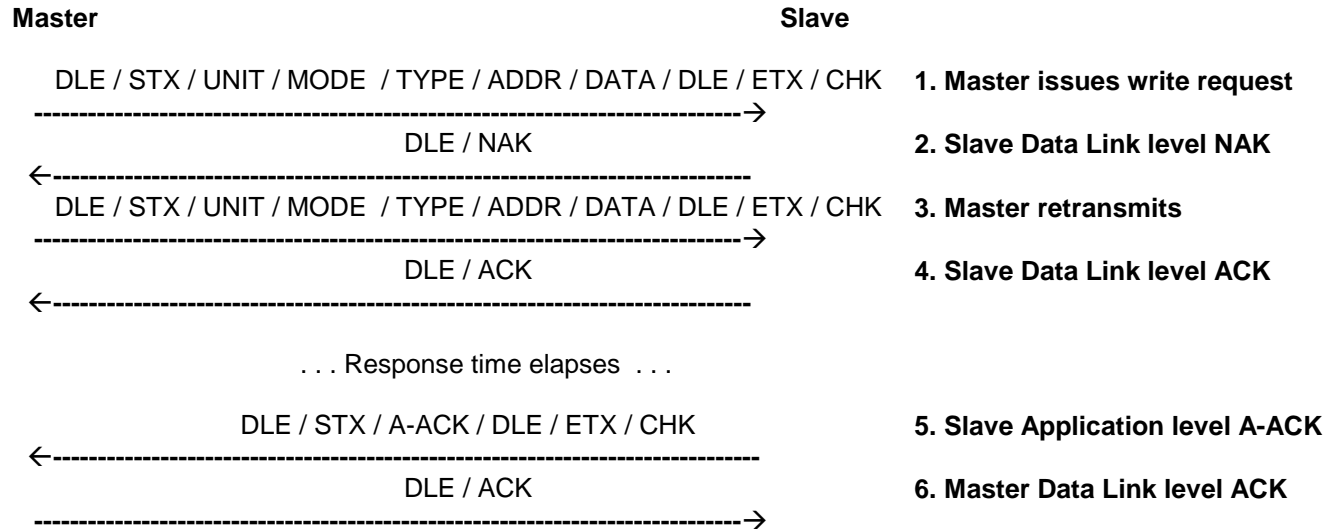 Master Slave
DLE / STX / UNIT / MODE / TYPE / ADDR / DATA / DLE / ETX / CHK 1. Master issues write request
DLE / NAK 2. Slave Data Link level NAK
DLE / STX / UNIT / MODE / TYPE / ADDR / DATA / DLE / ETX / CHK 3. Master retransmits
DLE / ACK 4. Slave Data Link level ACK
. . . Response time elapses . . .
DLE / STX / A-ACK / DLE / ETX / CHK 5. Slave Application level A-ACK
DLE / ACK 6. Master Data Link level ACK